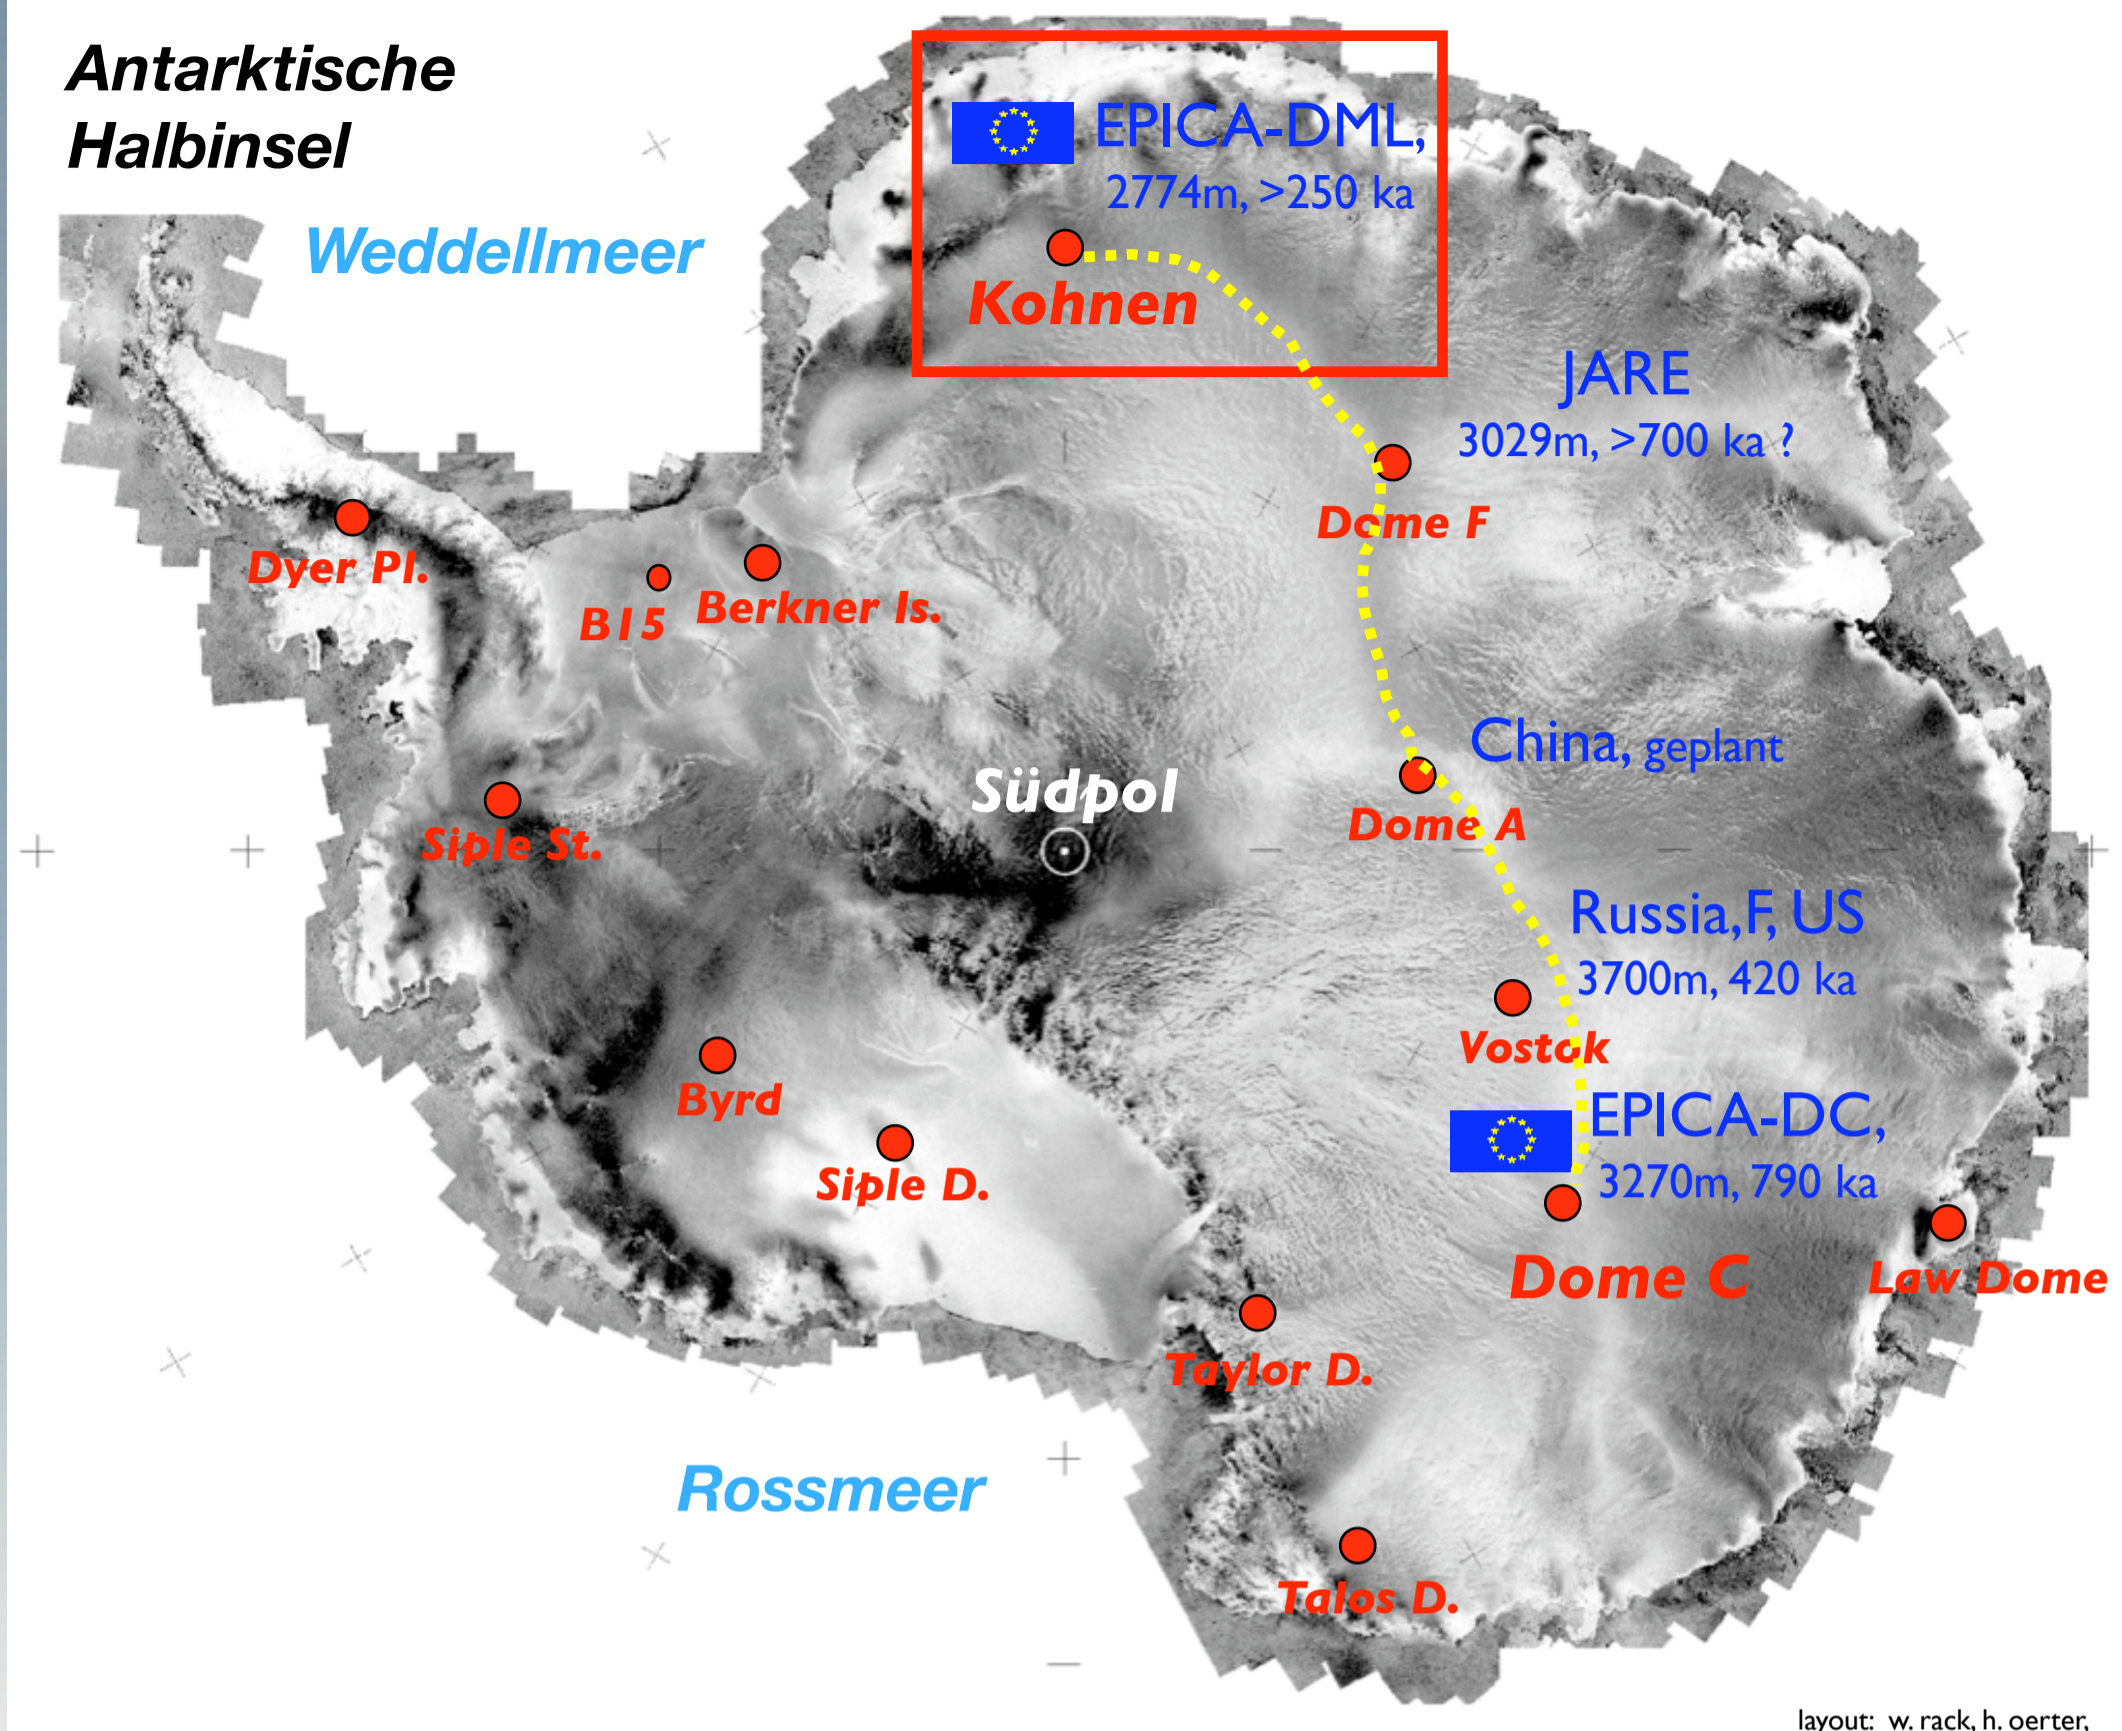 Antarktische
Halbinsel
Weddellmeer
EPICA-DML,
2774m, >250 ka
Kohnen
JARE
3029m, >700 ka ?
Dome F
Dyer Pl.
B15
Berkner Is.
China, geplant
Südpol
Dome A
Siple St.
Russia,F, US
3700m, 420 ka
Vostok
Byrd
EPICA-DC,
3270m, 790 ka
Siple D.
Dome C
Law Dome
Taylor D.
Rossmeer
Talos D.
layout: w. rack, h. oerter,